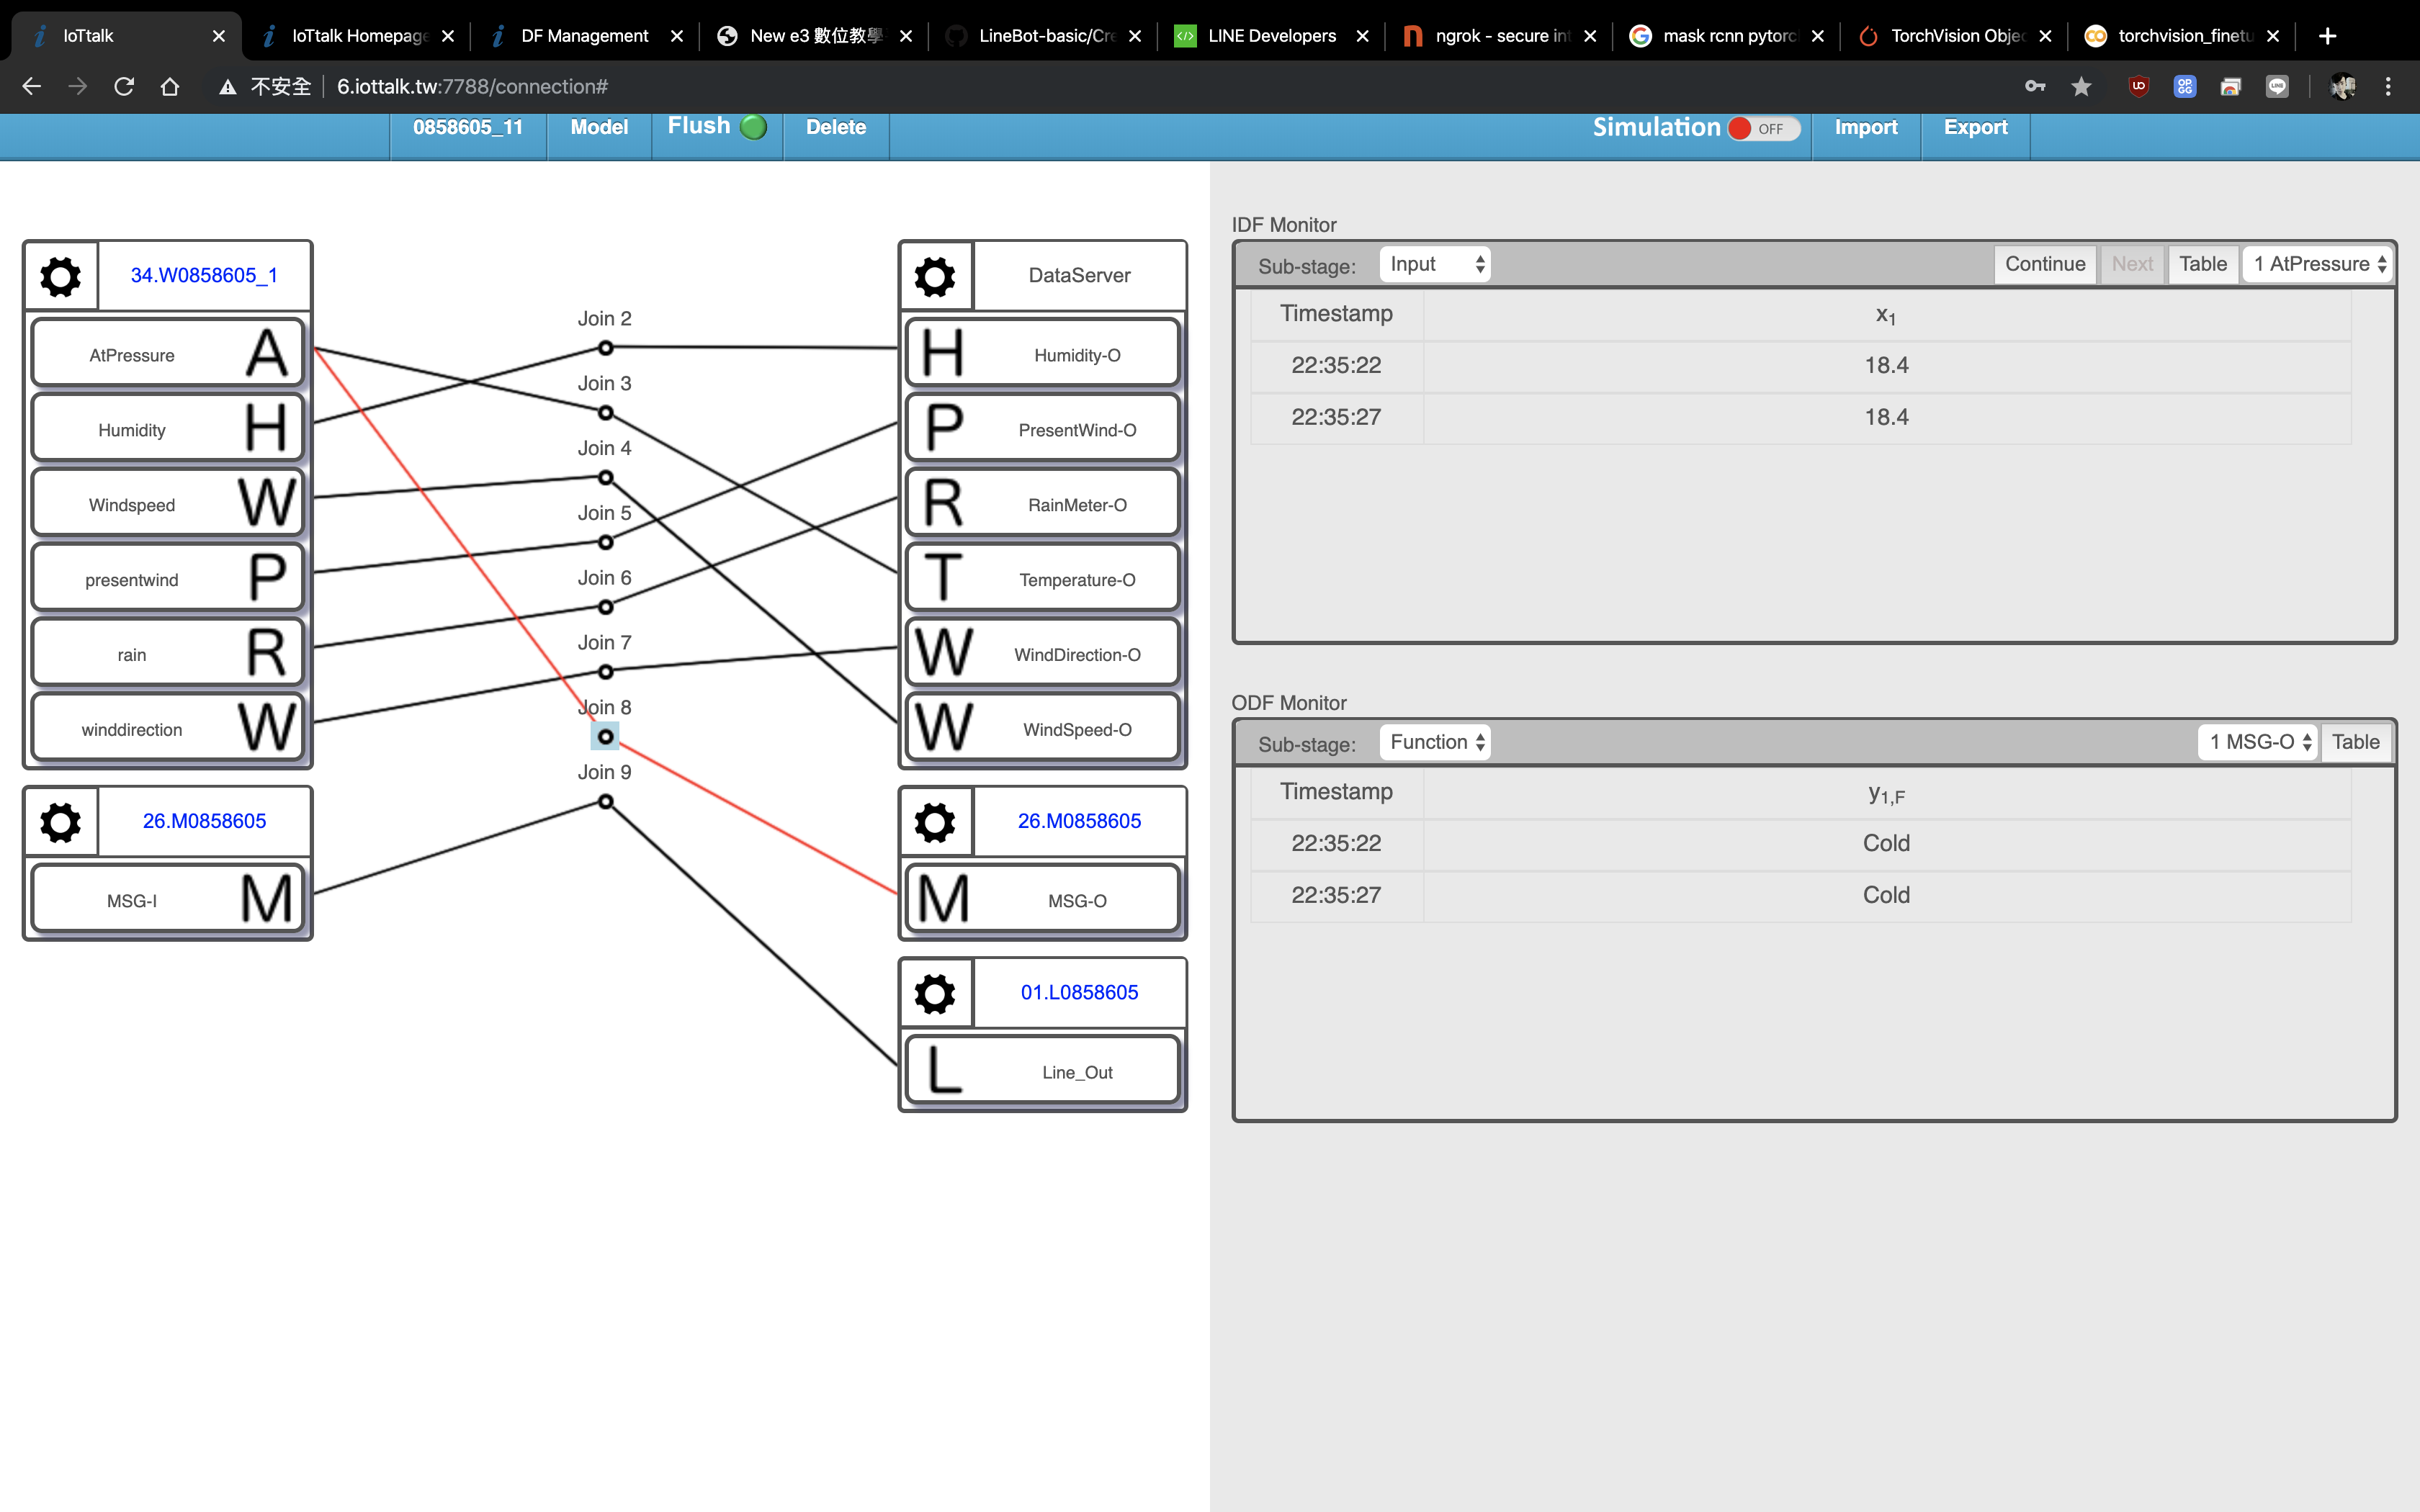 IoTtalk
IoTtalk Homepage
DF Management
New e3 數位教學
LineBot-basic/Cre
LINE Developers
ngrok - secure int
mask rcnn pytorc
TorchVision Objec
torchvision_finetu
不安全
6.iottalk.tw:7788/connection#
0858605_11
Model
Flush
Delete
Simulation
OFF
Import
Export
34.W0858605_1
AtPressure A
Humidity H
Windspeed W
presentwind P
rain R
winddirection W
26.M0858605
MSG-I M
Join 2
Join 3
Join 4
Join 5
Join 6
Join 7
Join 8
Join 9
DataServer
H Humidity-O
P PresentWind-O
R RainMeter-O
T Temperature-O
W WindDirection-O
W WindSpeed-O
26.M0858605
M MSG-O
01.L0858605
L Line_Out
IDF Monitor
Sub-stage: Input Continue Next Table 1 AtPressure
Timestamp x1
22:35:22 18.4
22:35:27 18.4
ODF Monitor
Sub-stage: Function 1 MSG-O Table
Timestamp y1,F
22:35:22 Cold
22:35:27 Cold